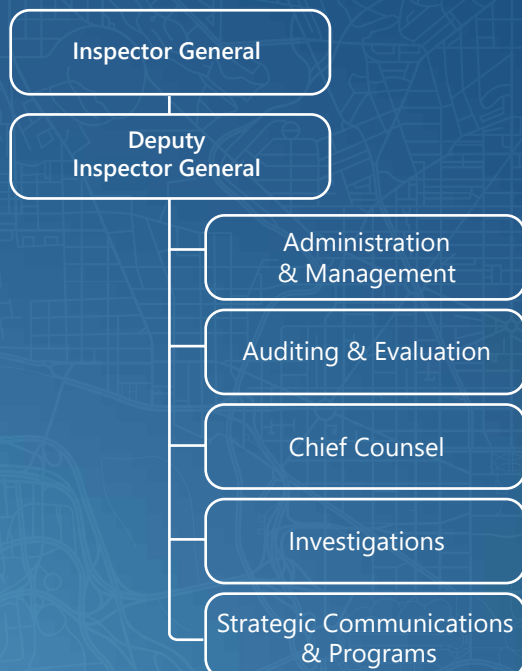 Inspector General
Deputy
Inspector General
Administration
& Management
Auditing & Evaluation
Chief Counsel
Investigations
Strategic Communications
& Programs